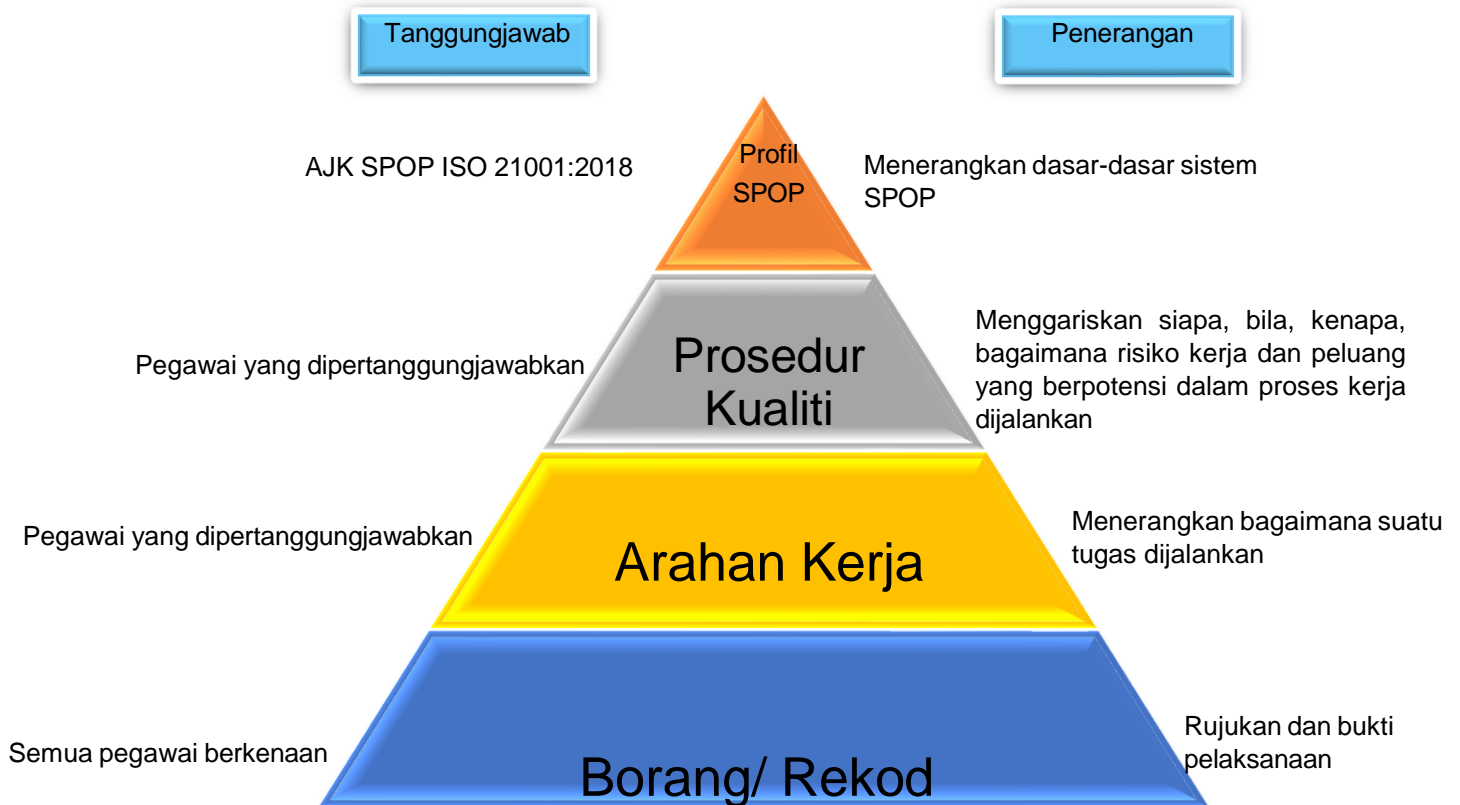 Tanggungjawab
Penerangan
AJK SPOP ISO 21001:2018
Profil
SPOP
Menerangkan dasar-dasar sistem
SPOP
Pegawai yang dipertanggungjawabkan
Prosedur
Kualiti
Menggariskan siapa, bila, kenapa,
bagaimana risiko kerja dan peluang
yang berpotensi dalam proses kerja
dijalankan
Pegawai yang dipertanggungjawabkan
Arahan Kerja
Menerangkan bagaimana suatu
tugas dijalankan
Semua pegawai berkenaan
Borang/ Rekod
Rujukan dan bukti
pelaksanaan